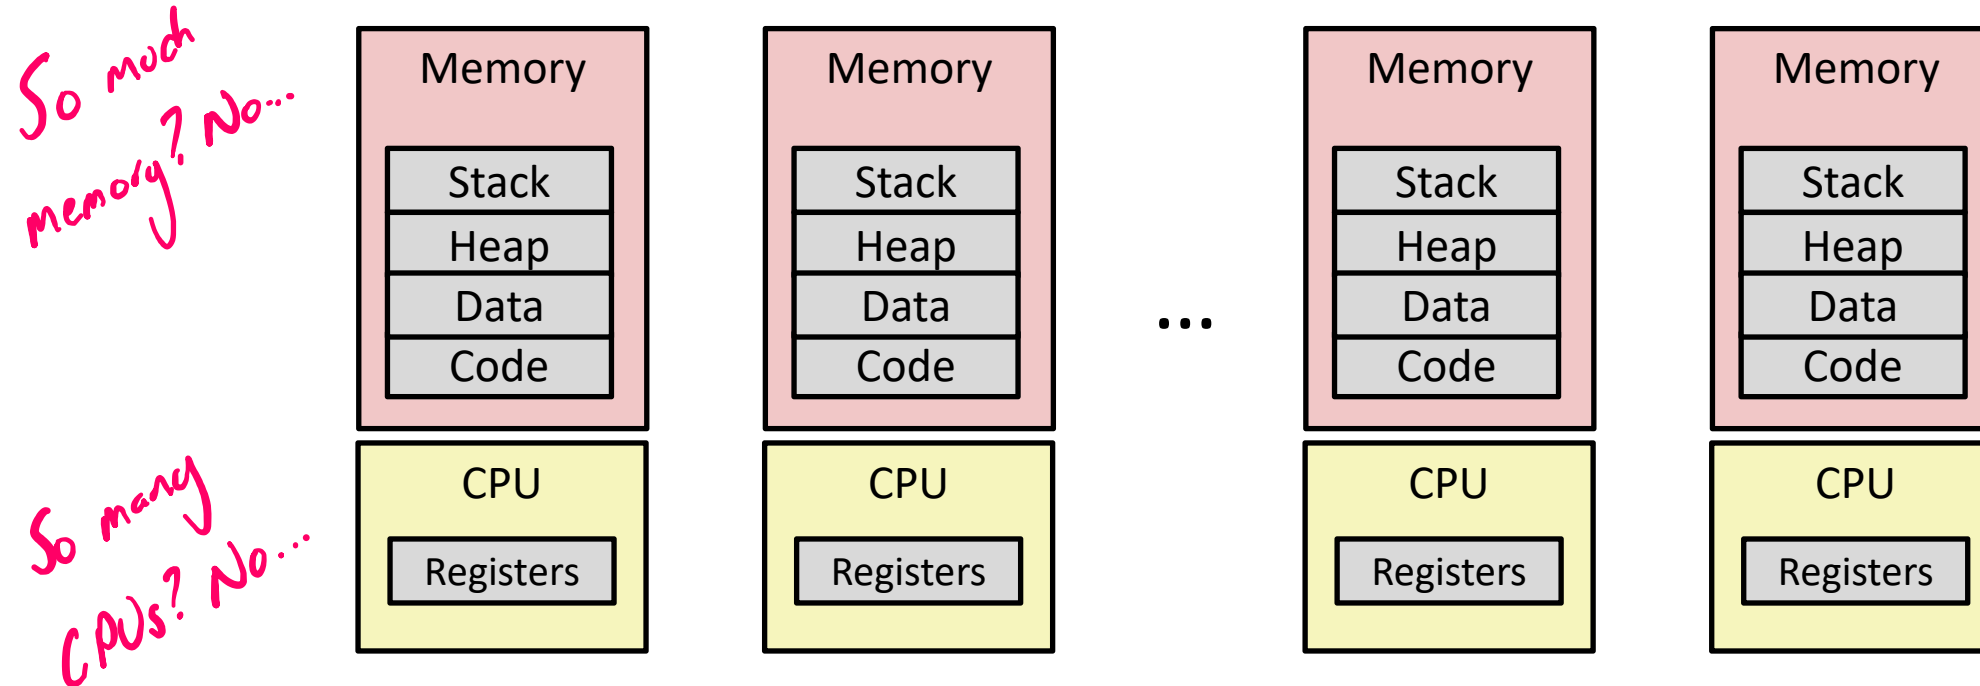 So much
memory? No...
Memory
Stack
Heap
Data
Code
Memory
Stack
Heap
Data
Code
...
Memory
Stack
Heap
Data
Code
Memory
Stack
Heap
Data
Code
So many
CPUs? No...
CPU
Registers
CPU
Registers
CPU
Registers
CPU
Registers